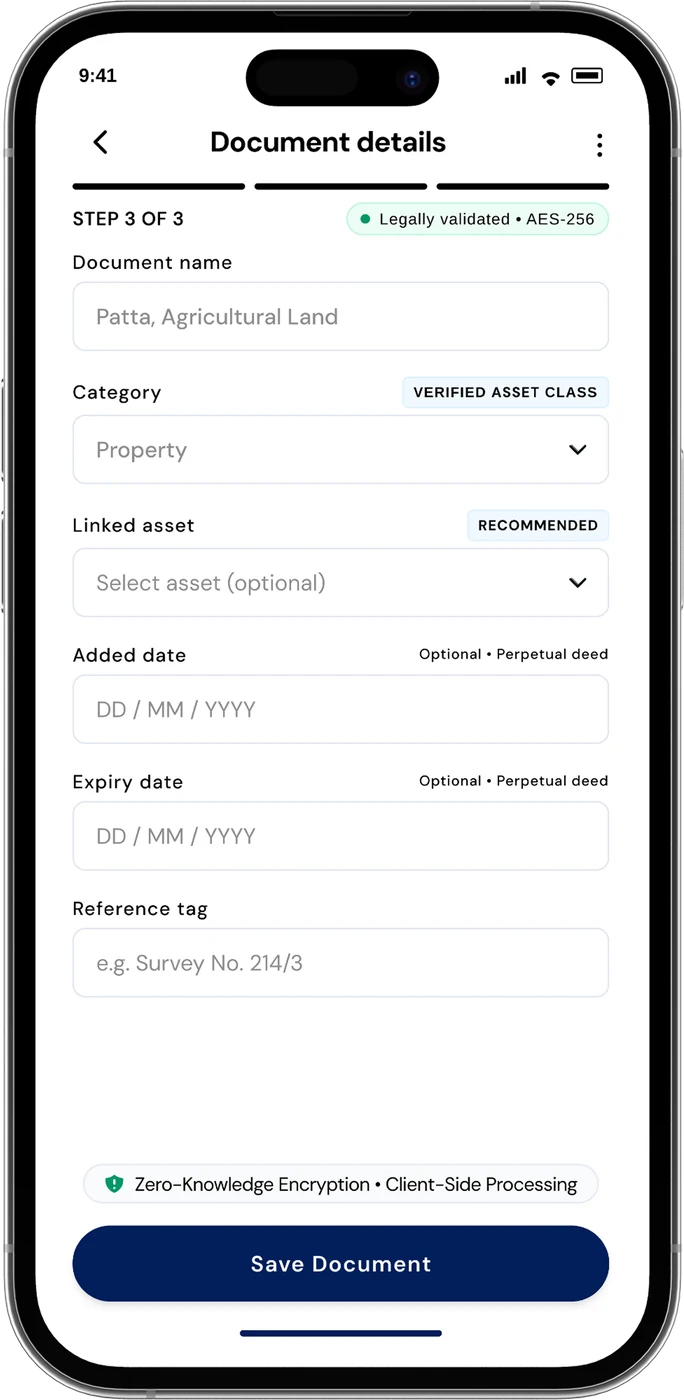 9:41
Document details
STEP 3 OF 3
Legally validated • AES-256
Document name
Patta, Agricultural Land
Category
VERIFIED ASSET CLASS
Property
Linked asset
RECOMMENDED
Select asset (optional)
Added date
Optional • Perpetual deed
DD / MM / YYYY
Expiry date
Optional • Perpetual deed
DD / MM / YYYY
Reference tag
e.g. Survey No. 214/3
Zero-Knowledge Encryption • Client-Side Processing
Save Document